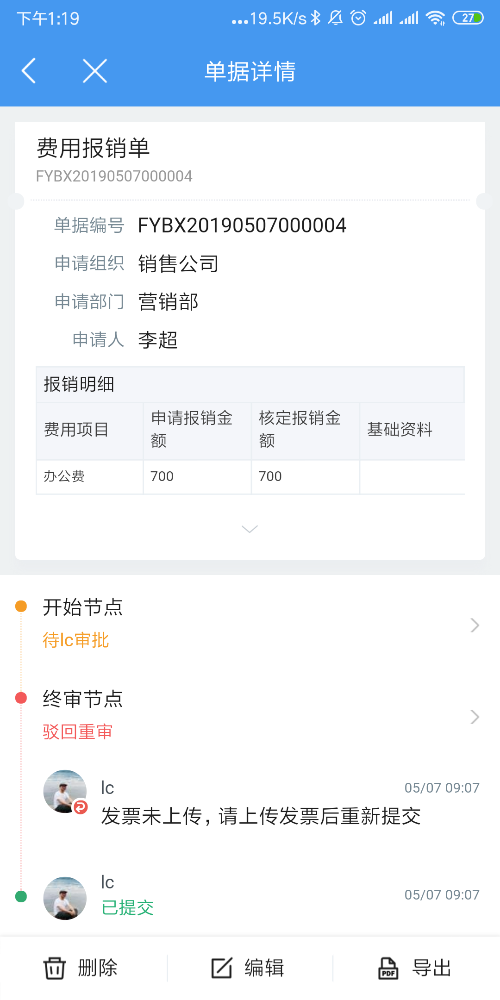 下午1:19
...19.5K/s
27
单据详情
费用报销单
FYBX20190507000004
单据编号 FYBX20190507000004
申请组织 销售公司
申请部门 营销部
申请人 李超
报销明细
费用项目 申请报销金额 核定报销金额 基础资料
办公费 700 700
开始节点
待lc审批
终审节点
驳回重审
lc 05/07 09:07
发票未上传，请上传发票后重新提交
lc 05/07 09:07
已提交
删除 编辑 PDF 导出